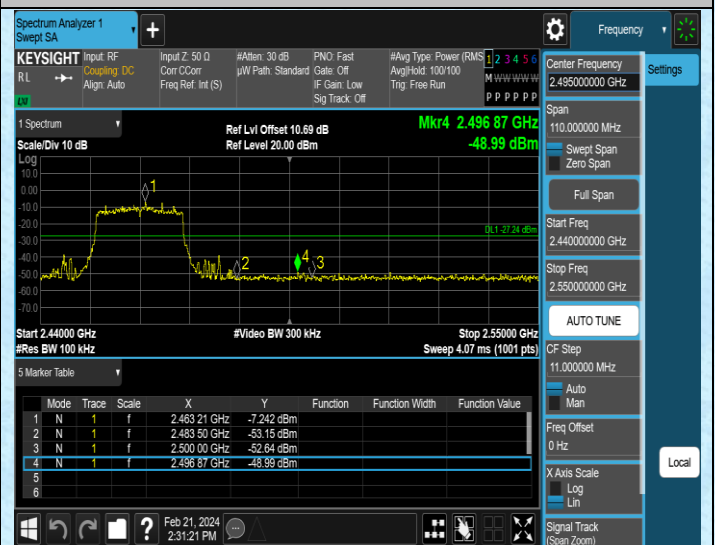 Spectrum Analyzer 1
Swept SA
Frequency
KEYSIGHT
RL
LM
Input: RF
Coupling: DC
Align: Auto
Input Z: 50 Ω
Corr CCorr
Freq Ref: Int (S)
#Atten: 30 dB
µW Path: Standard
PNO: Fast
Gate: Off
IF Gain: Low
Sig Track: Off
#Avg Type: Power (RMS
Avg|Hold: 100/100
Trig: Free Run
1 2 3 4 5 6
M W W W W W
P P P P P P
1 Spectrum
Scale/Div 10 dB
Ref Lvl Offset 10.69 dB
Ref Level 20.00 dBm
Mkr4 2.496 87 GHz
-48.99 dBm
Log
10.0
0.00
-10.0
-20.0
-30.0
-40.0
-50.0
-60.0
-70.0
1
DL1 -27.24 dBm
2
4
3
Start 2.44000 GHz
#Video BW 300 kHz
Stop 2.55000 GHz
#Res BW 100 kHz
Sweep 4.07 ms (1001 pts)
5 Marker Table
Mode Trace Scale X Y Function Function Width Function Value
1 N 1 f 2.463 21 GHz -7.242 dBm
2 N 1 f 2.483 50 GHz -53.15 dBm
3 N 1 f 2.500 00 GHz -52.64 dBm
4 N 1 f 2.496 87 GHz -48.99 dBm
5
6
?
Feb 21, 2024
2:31:21 PM
Center Frequency
2.495000000 GHz
Settings
Span
110.000000 MHz
Swept Span
Zero Span
Full Span
Start Freq
2.440000000 GHz
Stop Freq
2.550000000 GHz
AUTO TUNE
CF Step
11.000000 MHz
Auto
Man
Freq Offset
0 Hz
X Axis Scale
Log
Lin
Local
Signal Track
(Span Zoom)